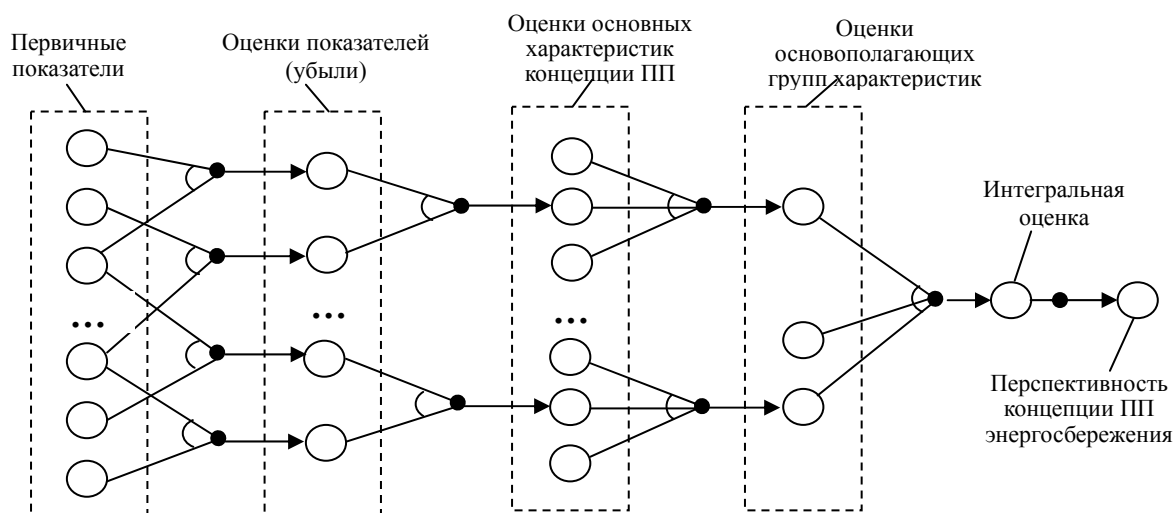 Первичные
показатели
Оценки показателей
(убыли)
Оценки основных
характеристик
концепции ПП
Оценки
основополагающих
групп характеристик
Интегральная
оценка
...
...
...
Перспективность
концепции ПП
энергосбережения